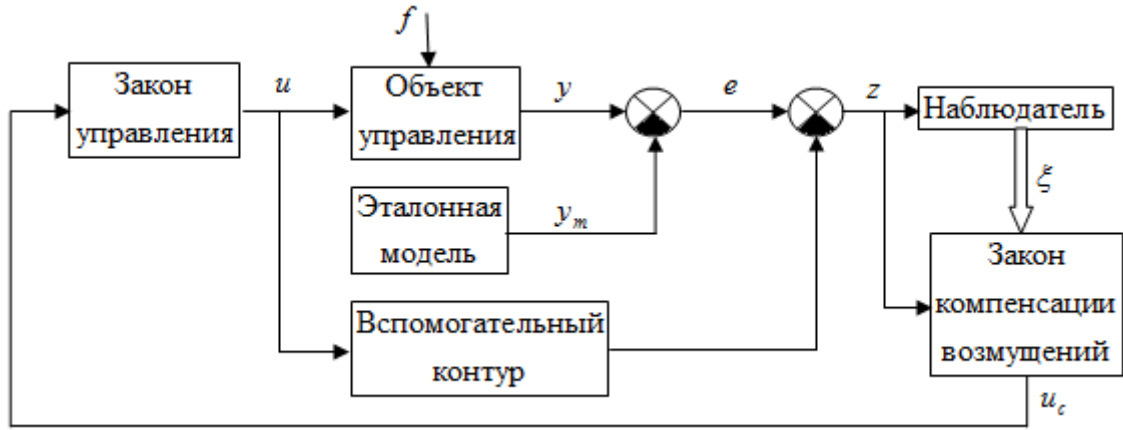 f
Закон
управления
u
Объект
управления
y
e
z
Наблюдатель
ξ
Эталонная
модель
y_m
Закон
компенсации
возмущений
Вспомогательный
контур
u_c